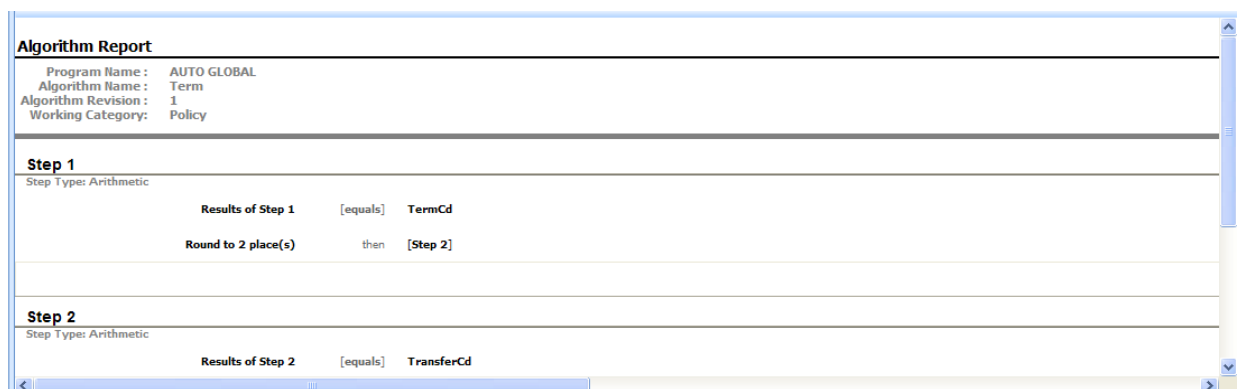 Algorithm Report
Program Name : AUTO GLOBAL
Algorithm Name : Term
Algorithm Revision : 1
Working Category: Policy
Step 1
Step Type: Arithmetic
Results of Step 1 [equals] TermCd
Round to 2 place(s) then [Step 2]
Step 2
Step Type: Arithmetic
Results of Step 2 [equals] TransferCd